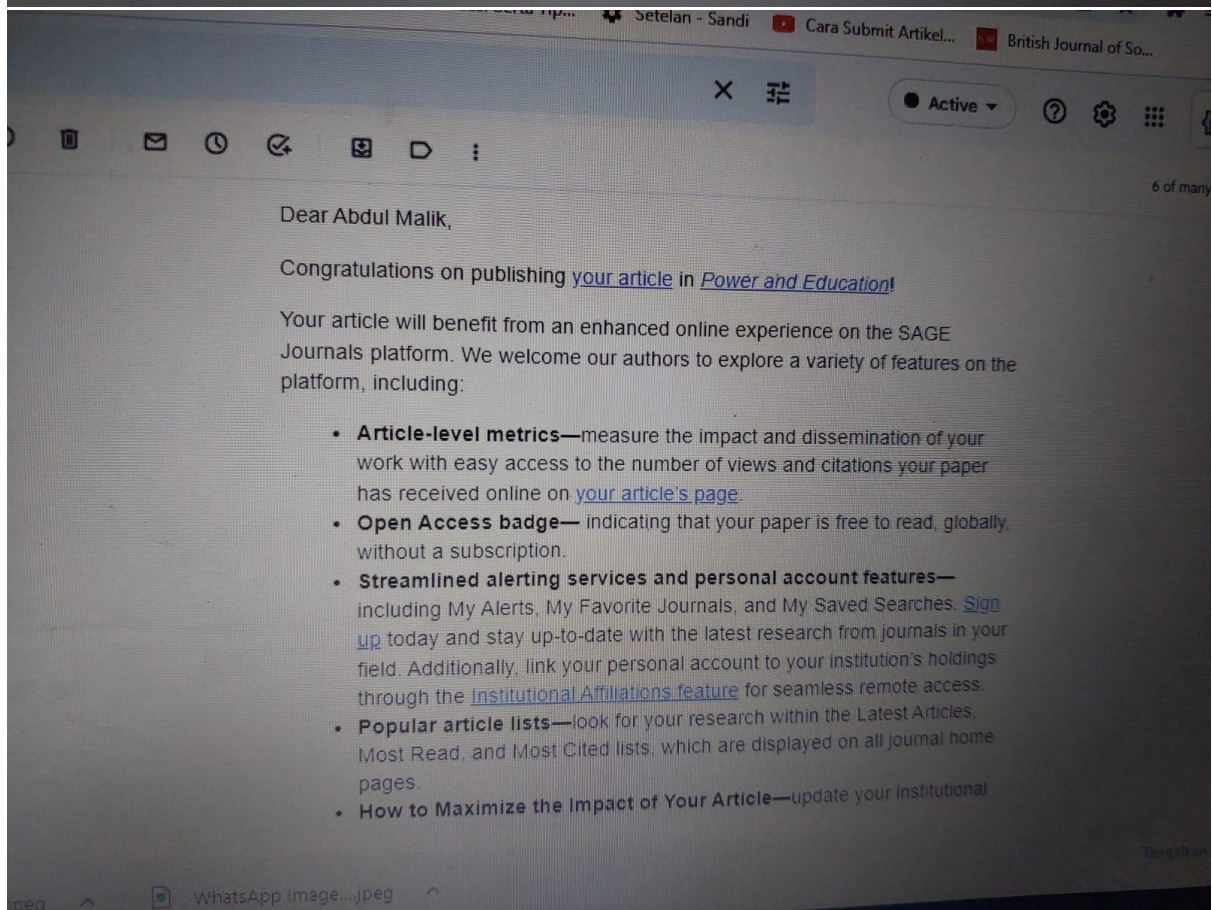 Setelan - Sandi
Cara Submit Artikel...
British Journal of So...
Active
6 of many
Dear Abdul Malik,
Congratulations on publishing your article in Power and Education!
Your article will benefit from an enhanced online experience on the SAGE
Journals platform. We welcome our authors to explore a variety of features on the
platform, including:
• Article-level metrics—measure the impact and dissemination of your
work with easy access to the number of views and citations your paper
has received online on your article's page.
• Open Access badge— indicating that your paper is free to read, globally,
without a subscription.
• Streamlined alerting services and personal account features—
including My Alerts, My Favorite Journals, and My Saved Searches. Sign
up today and stay up-to-date with the latest research from journals in your
field. Additionally, link your personal account to your institution's holdings
through the Institutional Affiliations feature for seamless remote access.
• Popular article lists—look for your research within the Latest Articles,
Most Read, and Most Cited lists, which are displayed on all journal home
pages.
• How to Maximize the Impact of Your Article—update your institutional
Tampilkan
peg
WhatsApp Image....jpeg